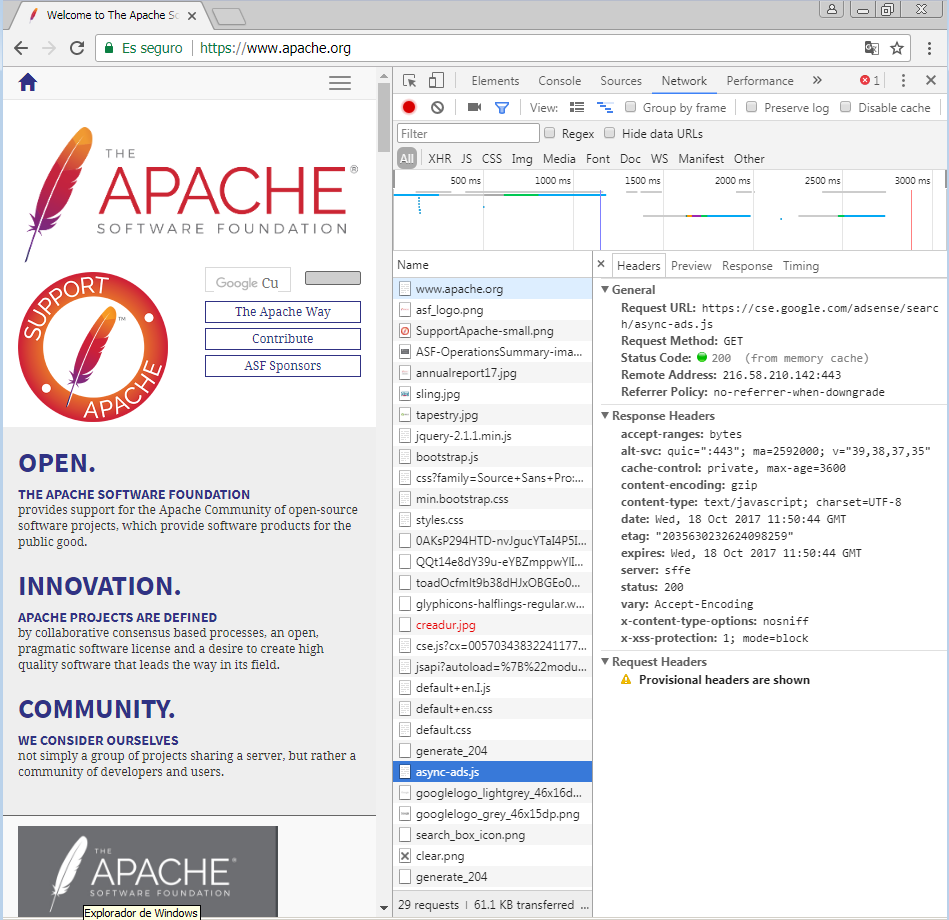 Welcome to The Apache So
Es seguro
https://www.apache.org
THE
APACHE®
SOFTWARE FOUNDATION
SUPPORT
APACHE
™
Google Cu
The Apache Way
Contribute
ASF Sponsors
OPEN.
THE APACHE SOFTWARE FOUNDATION
provides support for the Apache Community of open-source
software projects, which provide software products for the
public good.
INNOVATION.
APACHE PROJECTS ARE DEFINED
by collaborative consensus based processes, an open,
pragmatic software license and a desire to create high
quality software that leads the way in its field.
COMMUNITY.
WE CONSIDER OURSELVES
not simply a group of projects sharing a server, but rather a
community of developers and users.
THE
APACHE®
SOFTWARE FOUNDATION
Explorador de Windows
Elements Console Sources Network Performance » 1
View: Group by frame Preserve log Disable cache
Filter Regex Hide data URLs
All XHR JS CSS Img Media Font Doc WS Manifest Other
500 ms 1000 ms 1500 ms 2000 ms 2500 ms 3000 ms
Name
www.apache.org
asf_logo.png
SupportApache-small.png
ASF-OperationsSummary-ima...
annualreport17.jpg
sling.jpg
tapestry.jpg
jquery-2.1.1.min.js
bootstrap.js
css?family=Source+Sans+Pro:...
min.bootstrap.css
styles.css
0AKsP294HTD-nvJgucYTaI4P5I...
QQt14e8dY39u-eYBZmppwYlI...
toadOcfmlt9b38dHJxOBGEo0...
glyphicons-halflings-regular.w...
creadur.jpg
cse.js?cx=00570343832241177...
jsapi?autoload=%7B%22modu...
default+en.I.js
default+en.css
default.css
generate_204
async-ads.js
googlelogo_lightgrey_46x16d...
googlelogo_grey_46x15dp.png
search_box_icon.png
clear.png
generate_204
29 requests | 61.1 KB transferred ...
Headers Preview Response Timing
General
Request URL: https://cse.google.com/adsense/searc
h/async-ads.js
Request Method: GET
Status Code: 200 (from memory cache)
Remote Address: 216.58.210.142:443
Referrer Policy: no-referrer-when-downgrade
Response Headers
accept-ranges: bytes
alt-svc: quic=":443"; ma=2592000; v="39,38,37,35"
cache-control: private, max-age=3600
content-encoding: gzip
content-type: text/javascript; charset=UTF-8
date: Wed, 18 Oct 2017 11:50:44 GMT
etag: "2035630232624098259"
expires: Wed, 18 Oct 2017 11:50:44 GMT
server: sffe
status: 200
vary: Accept-Encoding
x-content-type-options: nosniff
x-xss-protection: 1; mode=block
Request Headers
Provisional headers are shown